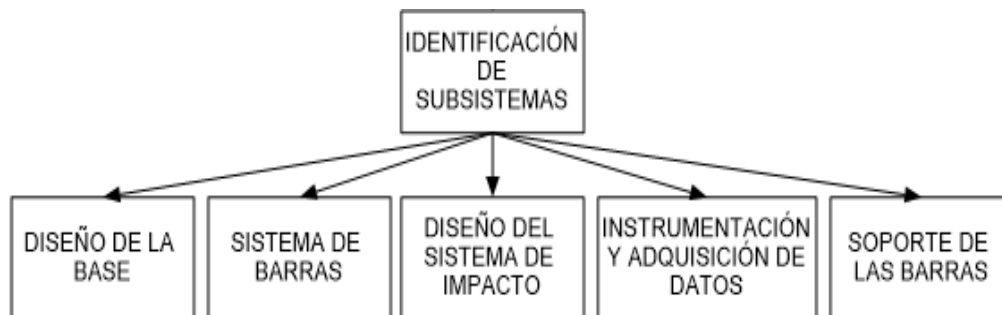 IDENTIFICACIÓN
DE
SUBSISTEMAS
DISEÑO DE LA
BASE
SISTEMA DE
BARRAS
DISEÑO DEL
SISTEMA DE
IMPACTO
INSTRUMENTACIÓN
Y ADQUISICIÓN DE
DATOS
SOPORTE DE
LAS BARRAS